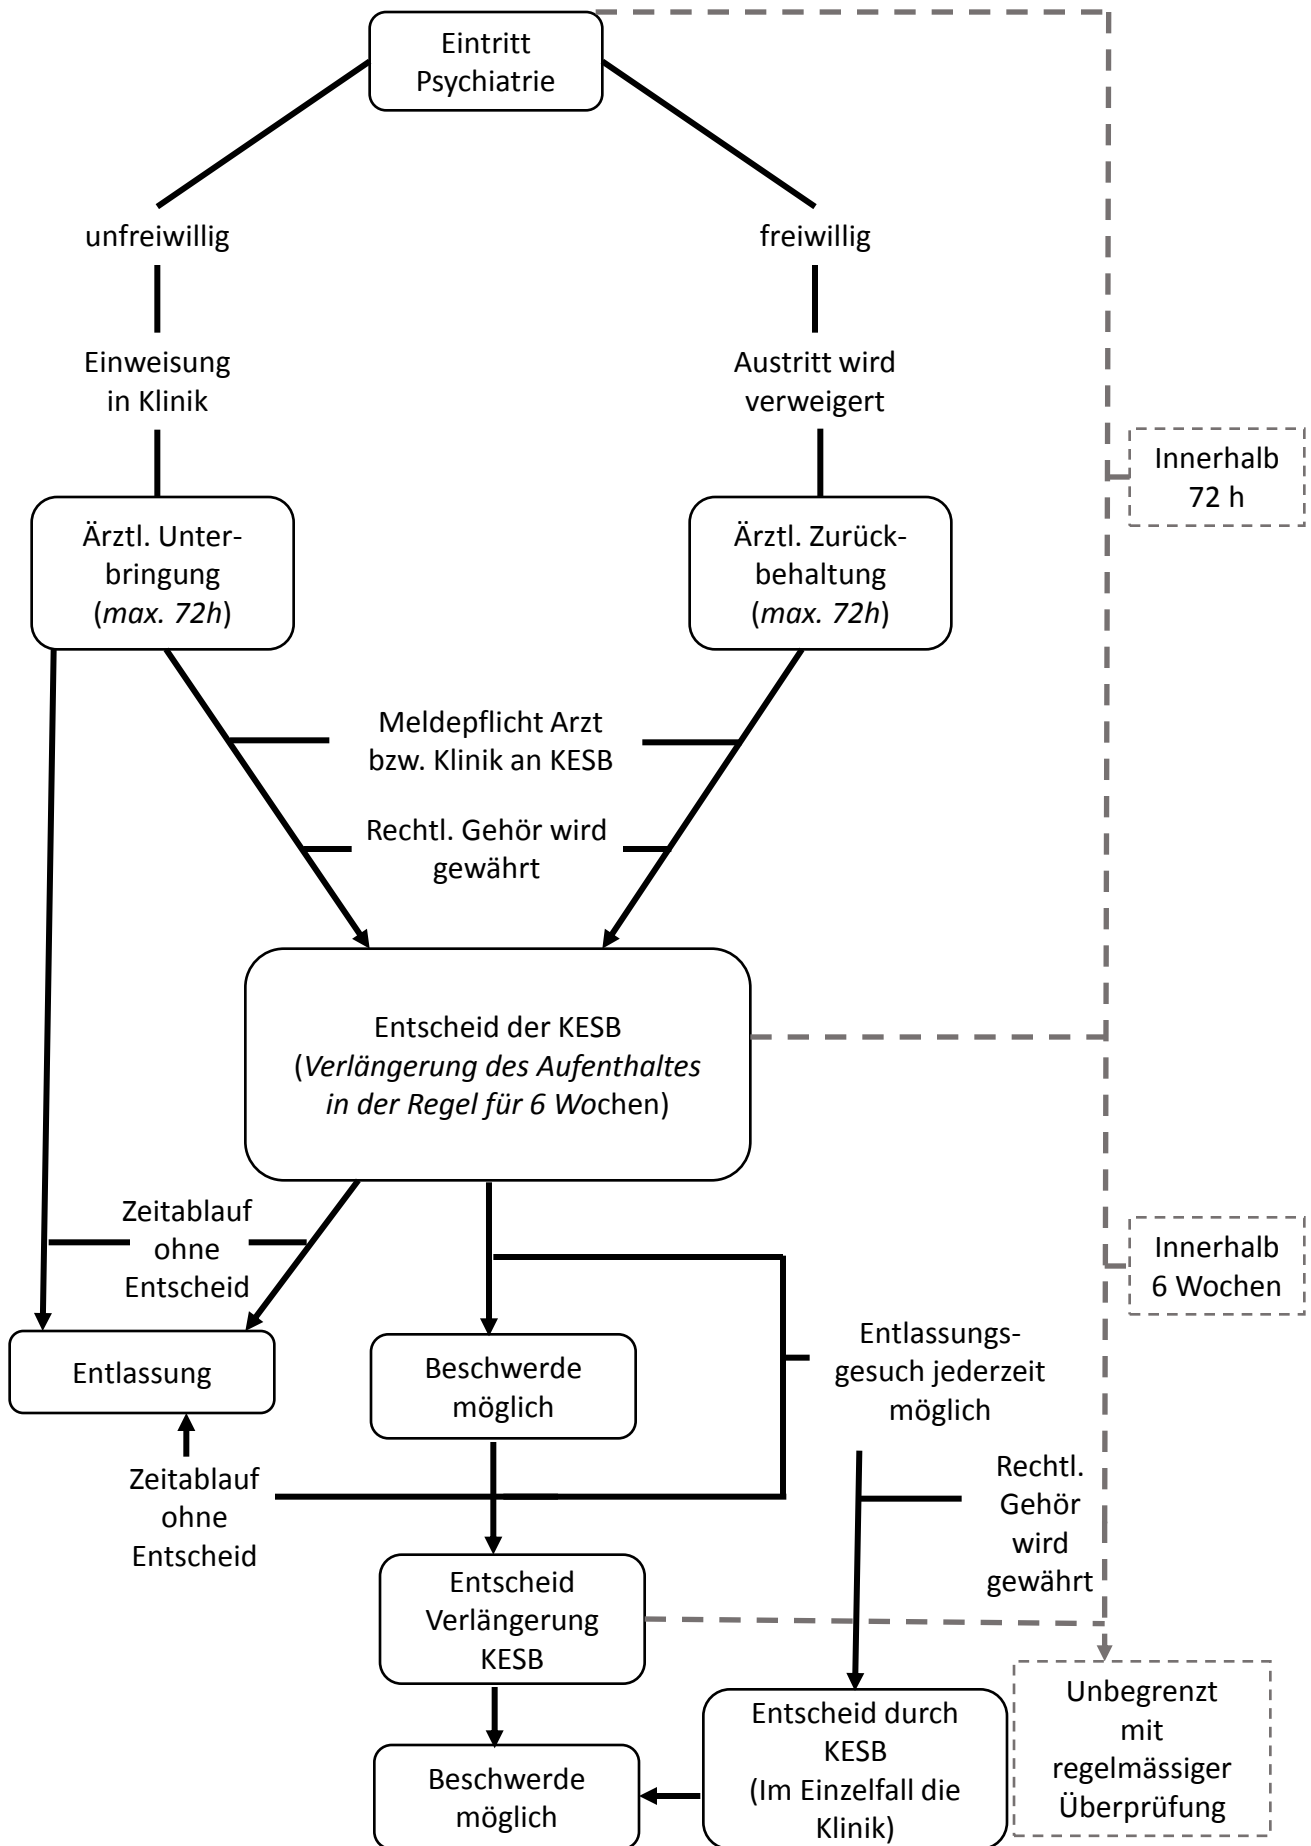 Eintritt
Psychiatrie
unfreiwillig
freiwillig
Einweisung
in Klinik
Austritt wird
verweigert
Innerhalb
72 h
Ärztl. Unter-
bringung
(max. 72h)
Ärztl. Zurück-
behaltung
(max. 72h)
Meldepflicht Arzt
bzw. Klinik an KESB
Rechtl. Gehör wird
gewährt
Entscheid der KESB
(Verlängerung des Aufenthaltes
in der Regel für 6 Wochen)
Zeitablauf
ohne
Entscheid
Innerhalb
6 Wochen
Entlassung
Beschwerde
möglich
Entlassungs-
gesuch jederzeit
möglich
Zeitablauf
ohne
Entscheid
Rechtl.
Gehör
wird
gewährt
Entscheid
Verlängerung
KESB
Entscheid durch
KESB
(Im Einzelfall die
Klinik)
Unbegrenzt
mit
regelmässiger
Überprüfung
Beschwerde
möglich